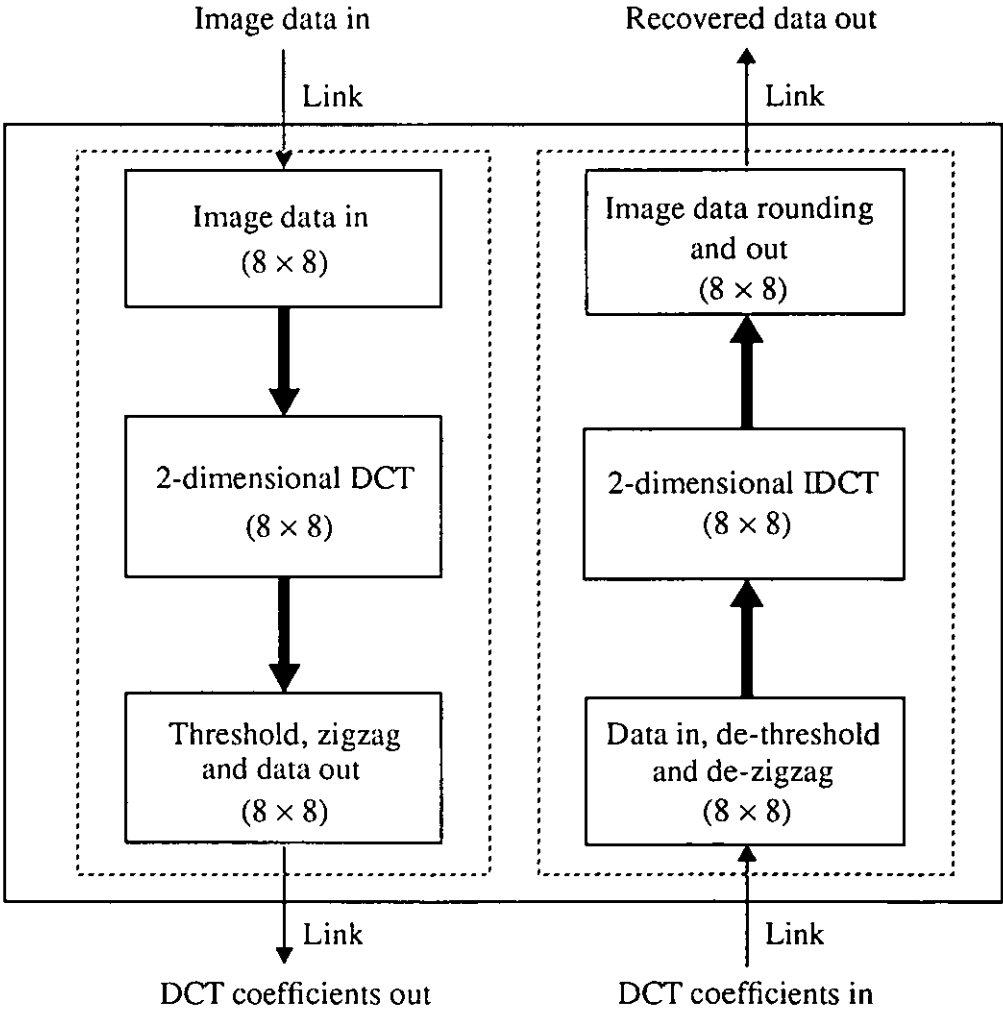 Image data in
Link
Image data in
(8 × 8)
2-dimensional DCT
(8 × 8)
Threshold, zigzag
and data out
(8 × 8)
Link
DCT coefficients out
Recovered data out
Link
Image data rounding
and out
(8 × 8)
2-dimensional IDCT
(8 × 8)
Data in, de-threshold
and de-zigzag
(8 × 8)
Link
DCT coefficients in